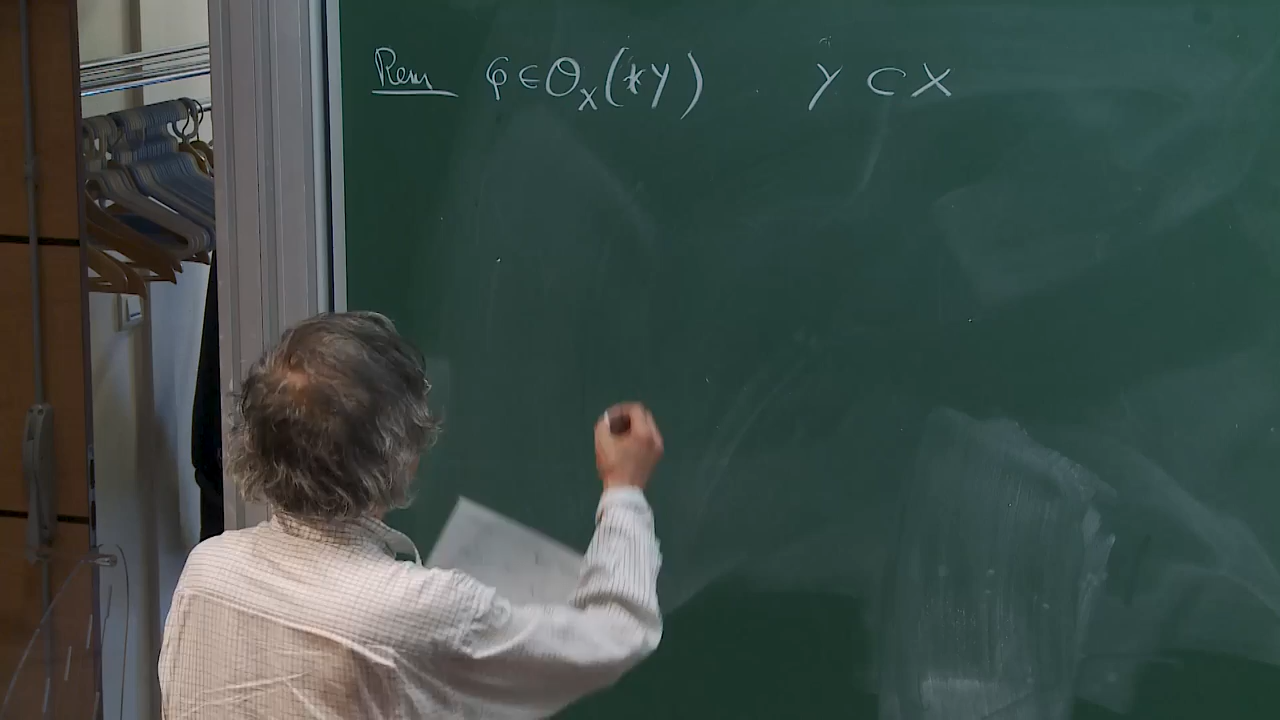 Rem φ ∈ O_X(*Y) Y ⊂ X